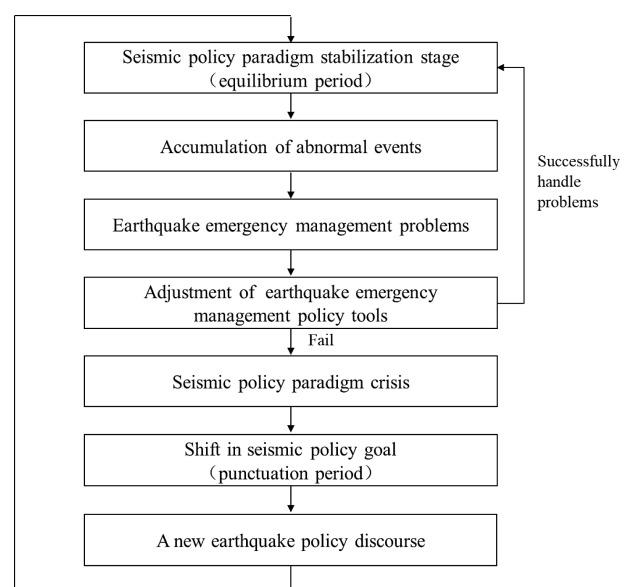 Seismic policy paradigm stabilization stage
（equilibrium period）
Accumulation of abnormal events
Successfully
handle
problems
Earthquake emergency management problems
Adjustment of earthquake emergency
management policy tools
Fail
Seismic policy paradigm crisis
Shift in seismic policy goal
（punctuation period）
A new earthquake policy discourse